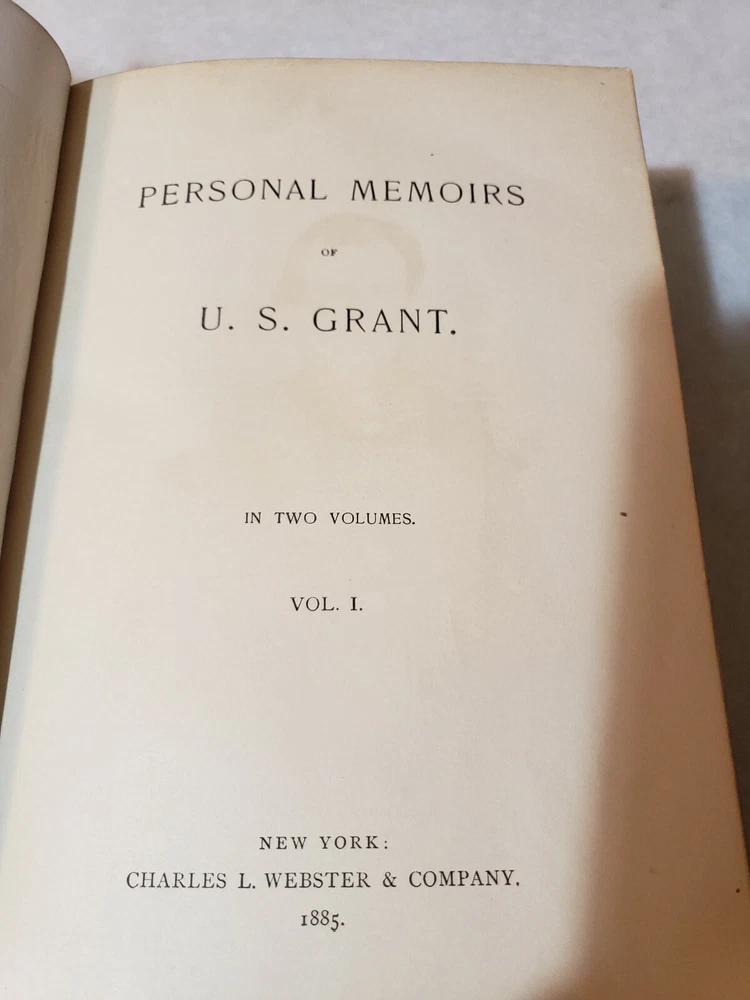 PERSONAL MEMOIRS
OF
U. S. GRANT.
IN TWO VOLUMES.
VOL. I.
NEW YORK:
CHARLES L. WEBSTER & COMPANY.
1885.